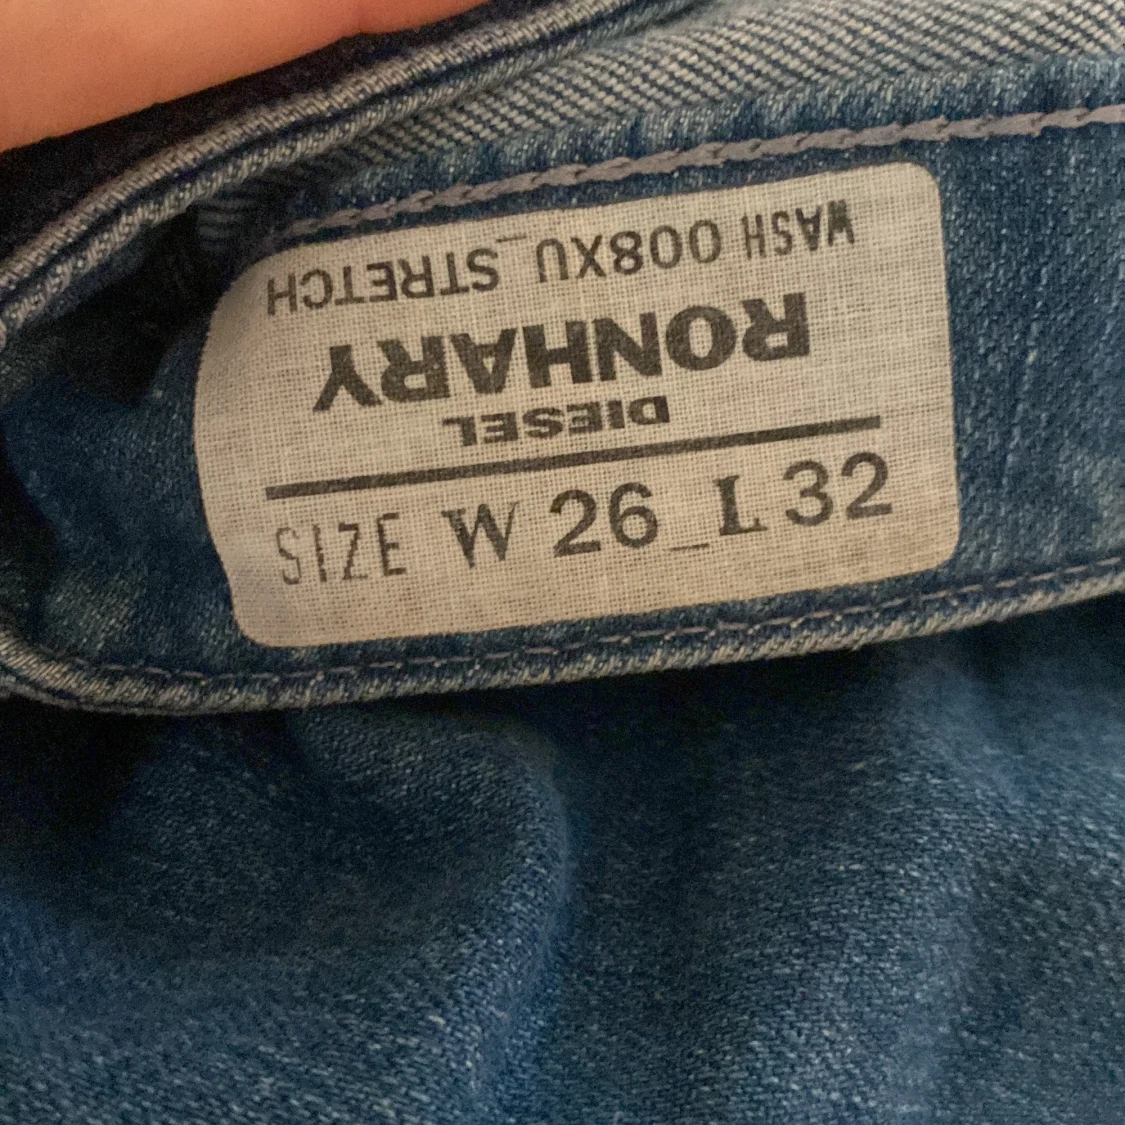 WASH 008XU_STRETCH
RONHARY
DIESEL
SIZE W 26_L 32